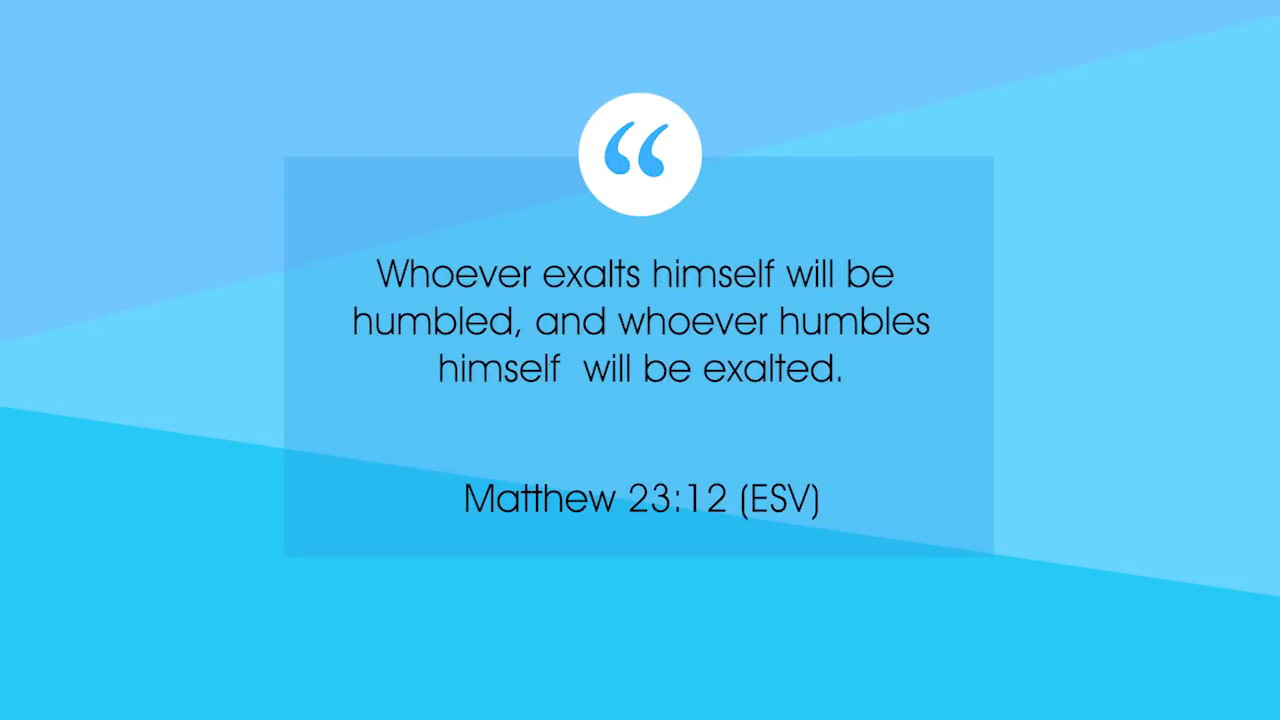 “
Whoever exalts himself will be
humbled, and whoever humbles
himself  will be exalted.
Matthew 23:12 (ESV)